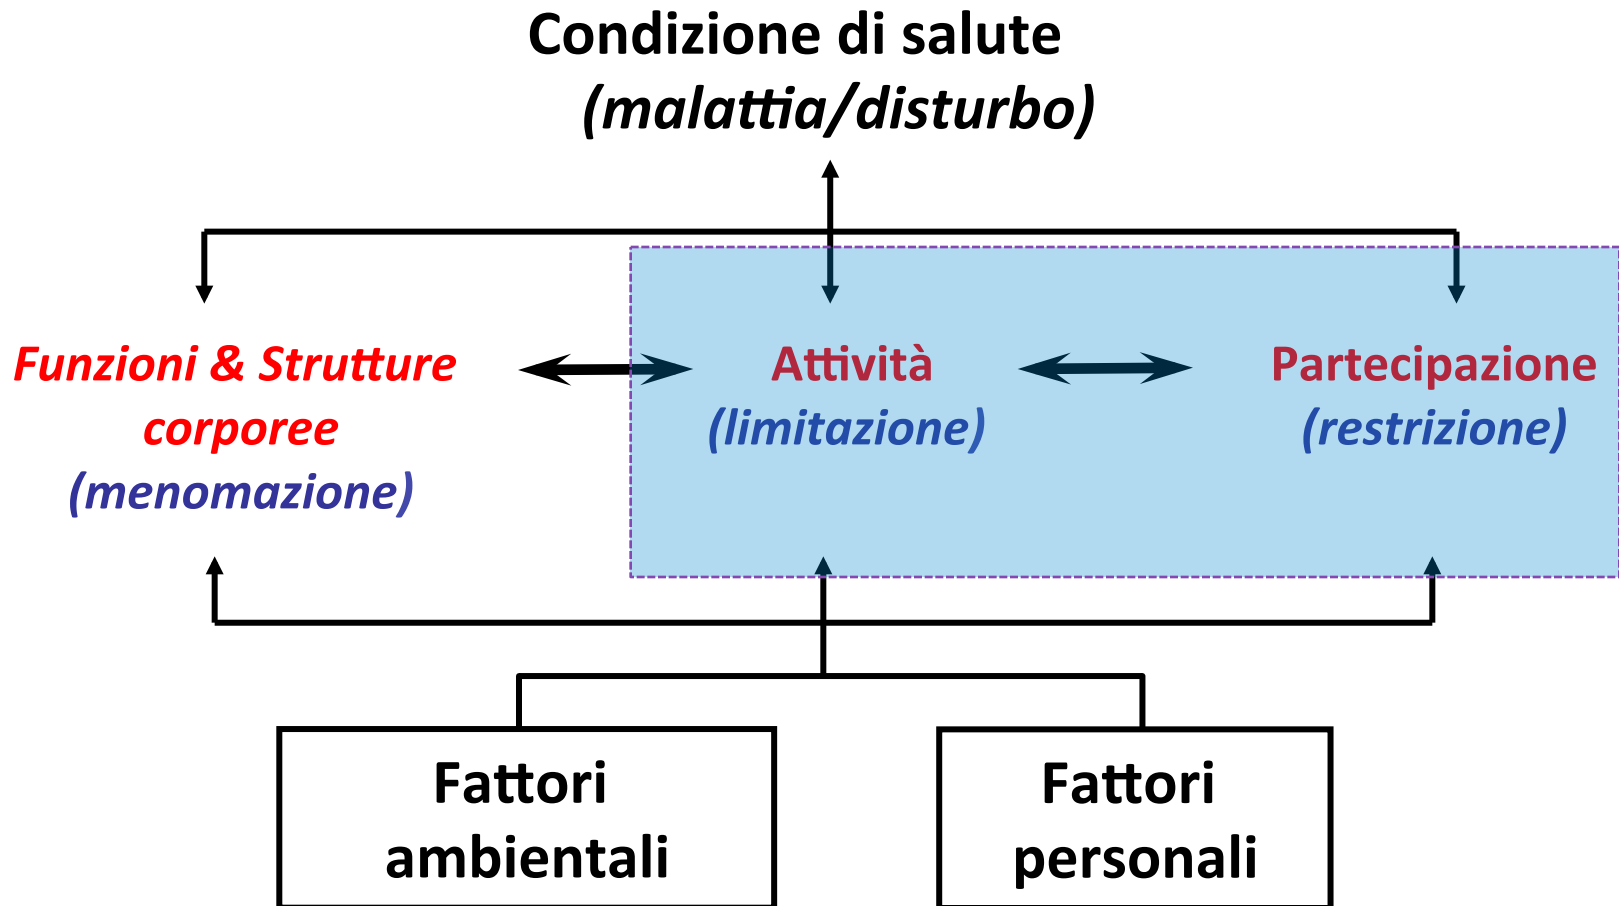 Condizione di salute
(malattia/disturbo)
Funzioni & Strutture
corporee
(menomazione)
Attività
(limitazione)
Partecipazione
(restrizione)
Fattori
ambientali
Fattori
personali